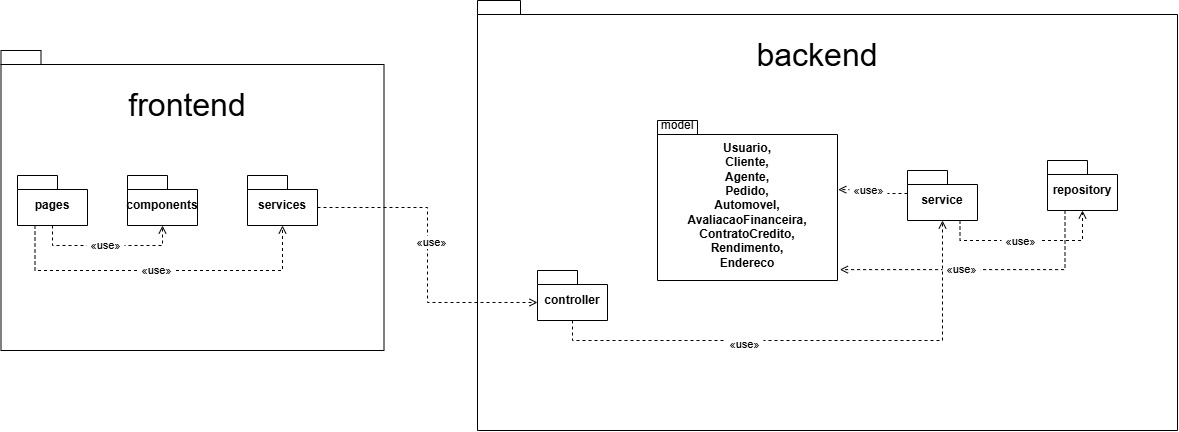 backend
frontend
model
Usuario,
Cliente,
Agente,
Pedido,
Automovel,
AvaliacaoFinanceira,
ContratoCredito,
Rendimento,
Endereco
pages
components
services
«use»
«use»
«use»
controller
service
repository
«use»
«use»
«use»
«use»